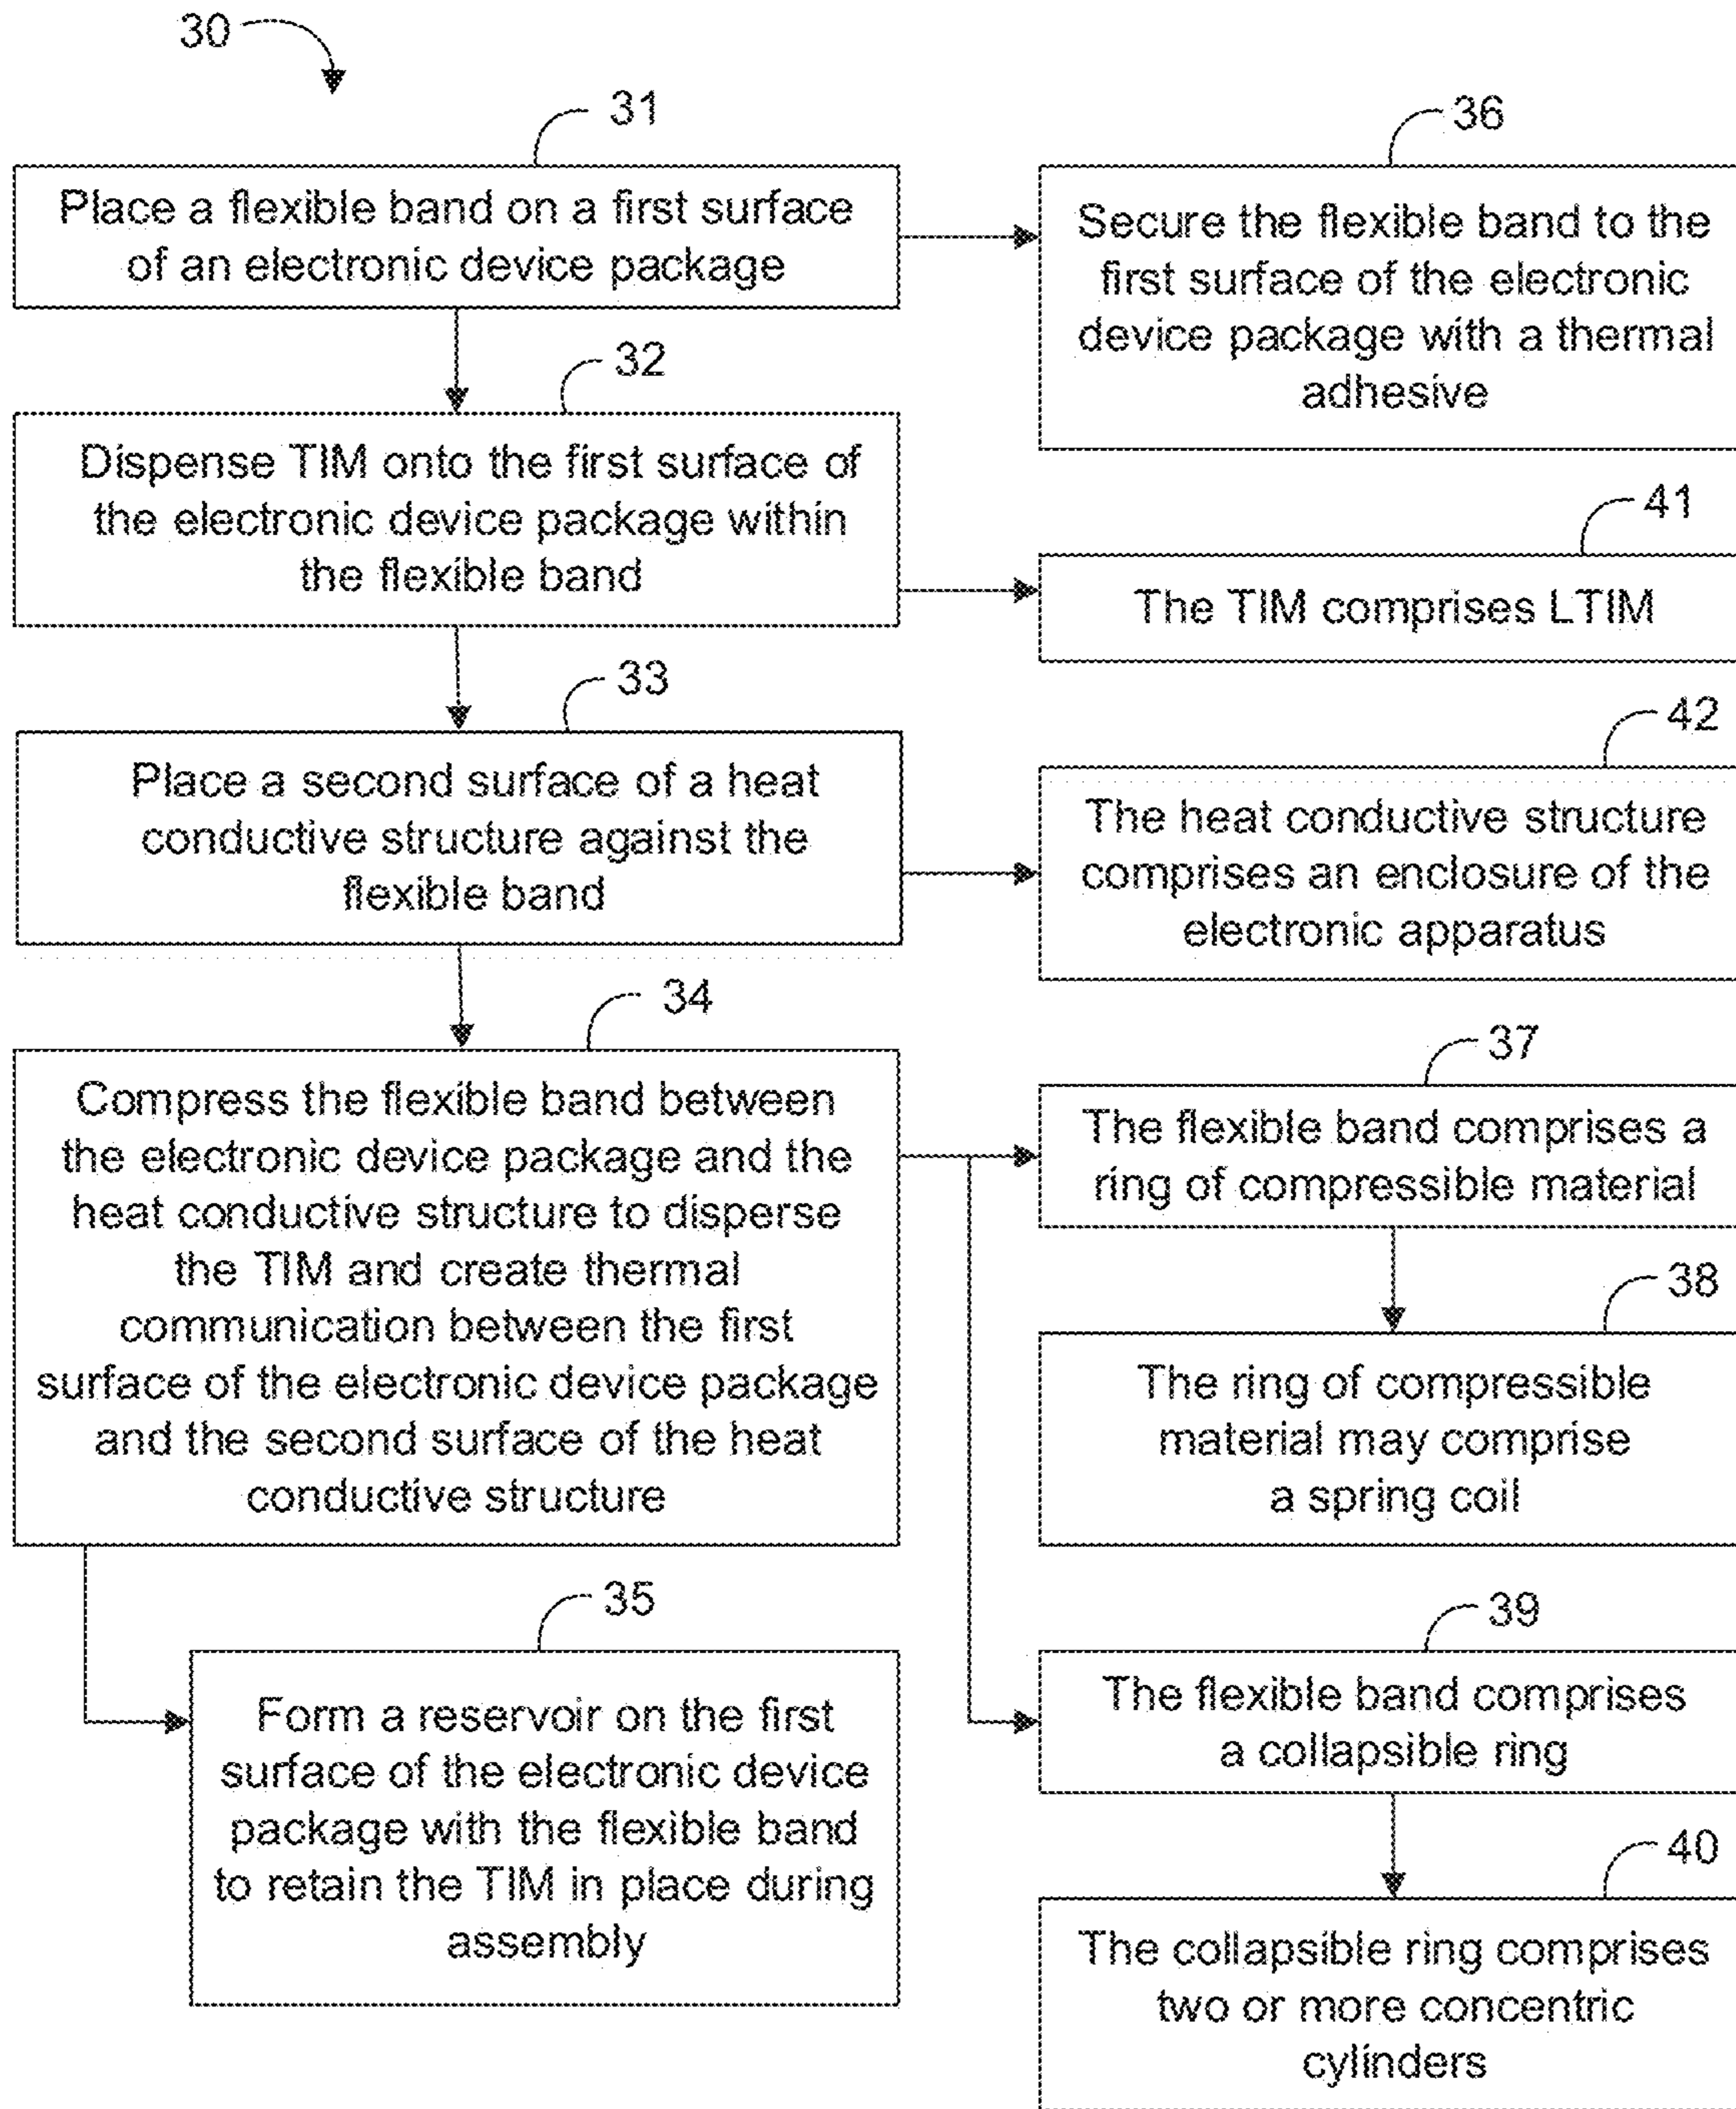 30
31
Place a flexible band on a first surface
of an electronic device package
36
Secure the flexible band to the
first surface of the electronic
device package with a thermal
adhesive
32
Dispense TIM onto the first surface of
the electronic device package within
the flexible band
41
The TIM comprises LTIM
33
Place a second surface of a heat
conductive structure against the
flexible band
42
The heat conductive structure
comprises an enclosure of the
electronic apparatus
34
Compress the flexible band between
the electronic device package and the
heat conductive structure to disperse
the TIM and create thermal
communication between the first
surface of the electronic device package
and the second surface of the heat
conductive structure
37
The flexible band comprises a
ring of compressible material
38
The ring of compressible
material may comprise
a spring coil
35
Form a reservoir on the first
surface of the electronic device
package with the flexible band
to retain the TIM in place during
assembly
39
The flexible band comprises
a collapsible ring
40
The collapsible ring comprises
two or more concentric
cylinders